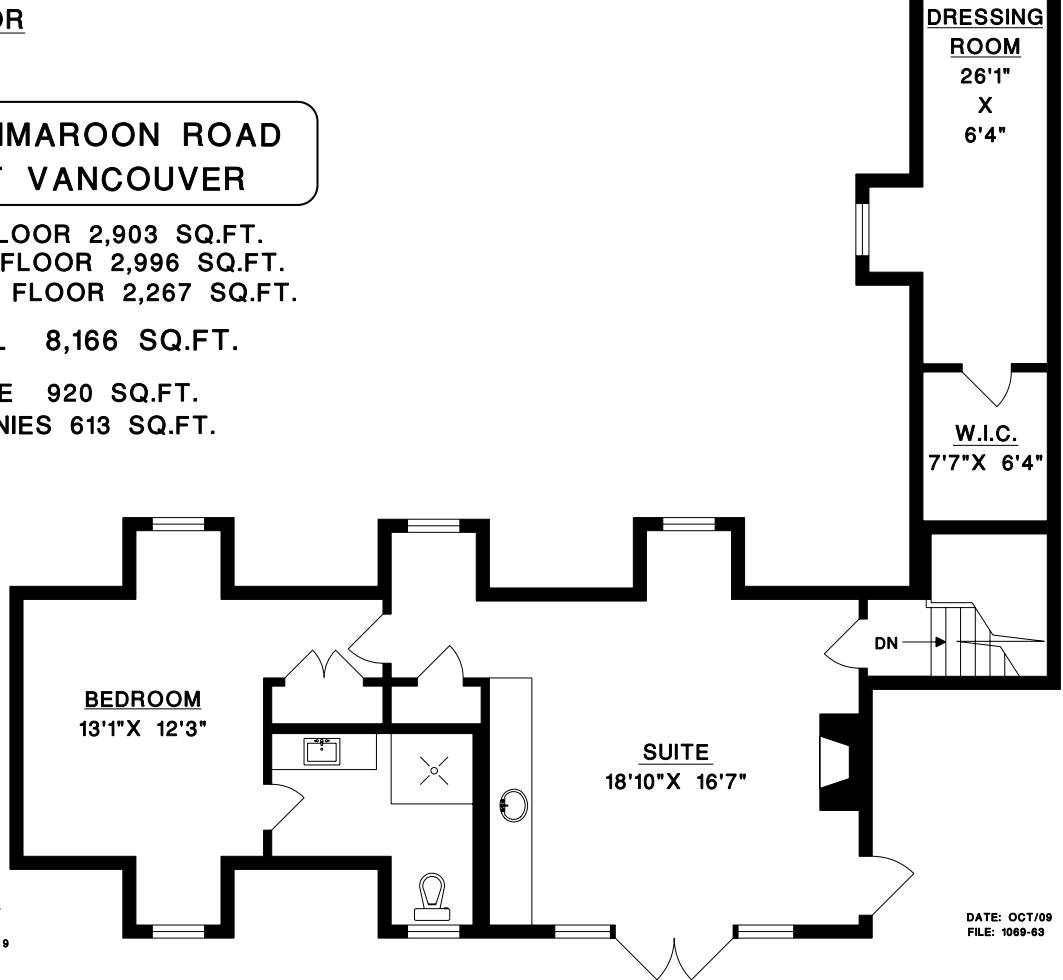 OR
IMAROON ROAD
T VANCOUVER
LOOR 2,903 SQ.FT.
FLOOR 2,996 SQ.FT.
FLOOR 2,267 SQ.FT.
L 8,166 SQ.FT.
E 920 SQ.FT.
NIES 613 SQ.FT.
DRESSING
ROOM
26'1"
X
6'4"
W.I.C.
7'7"X 6'4"
DN
BEDROOM
13'1"X 12'3"
SUITE
18'10"X 16'7"
9
DATE: OCT/09
FILE: 1069-63